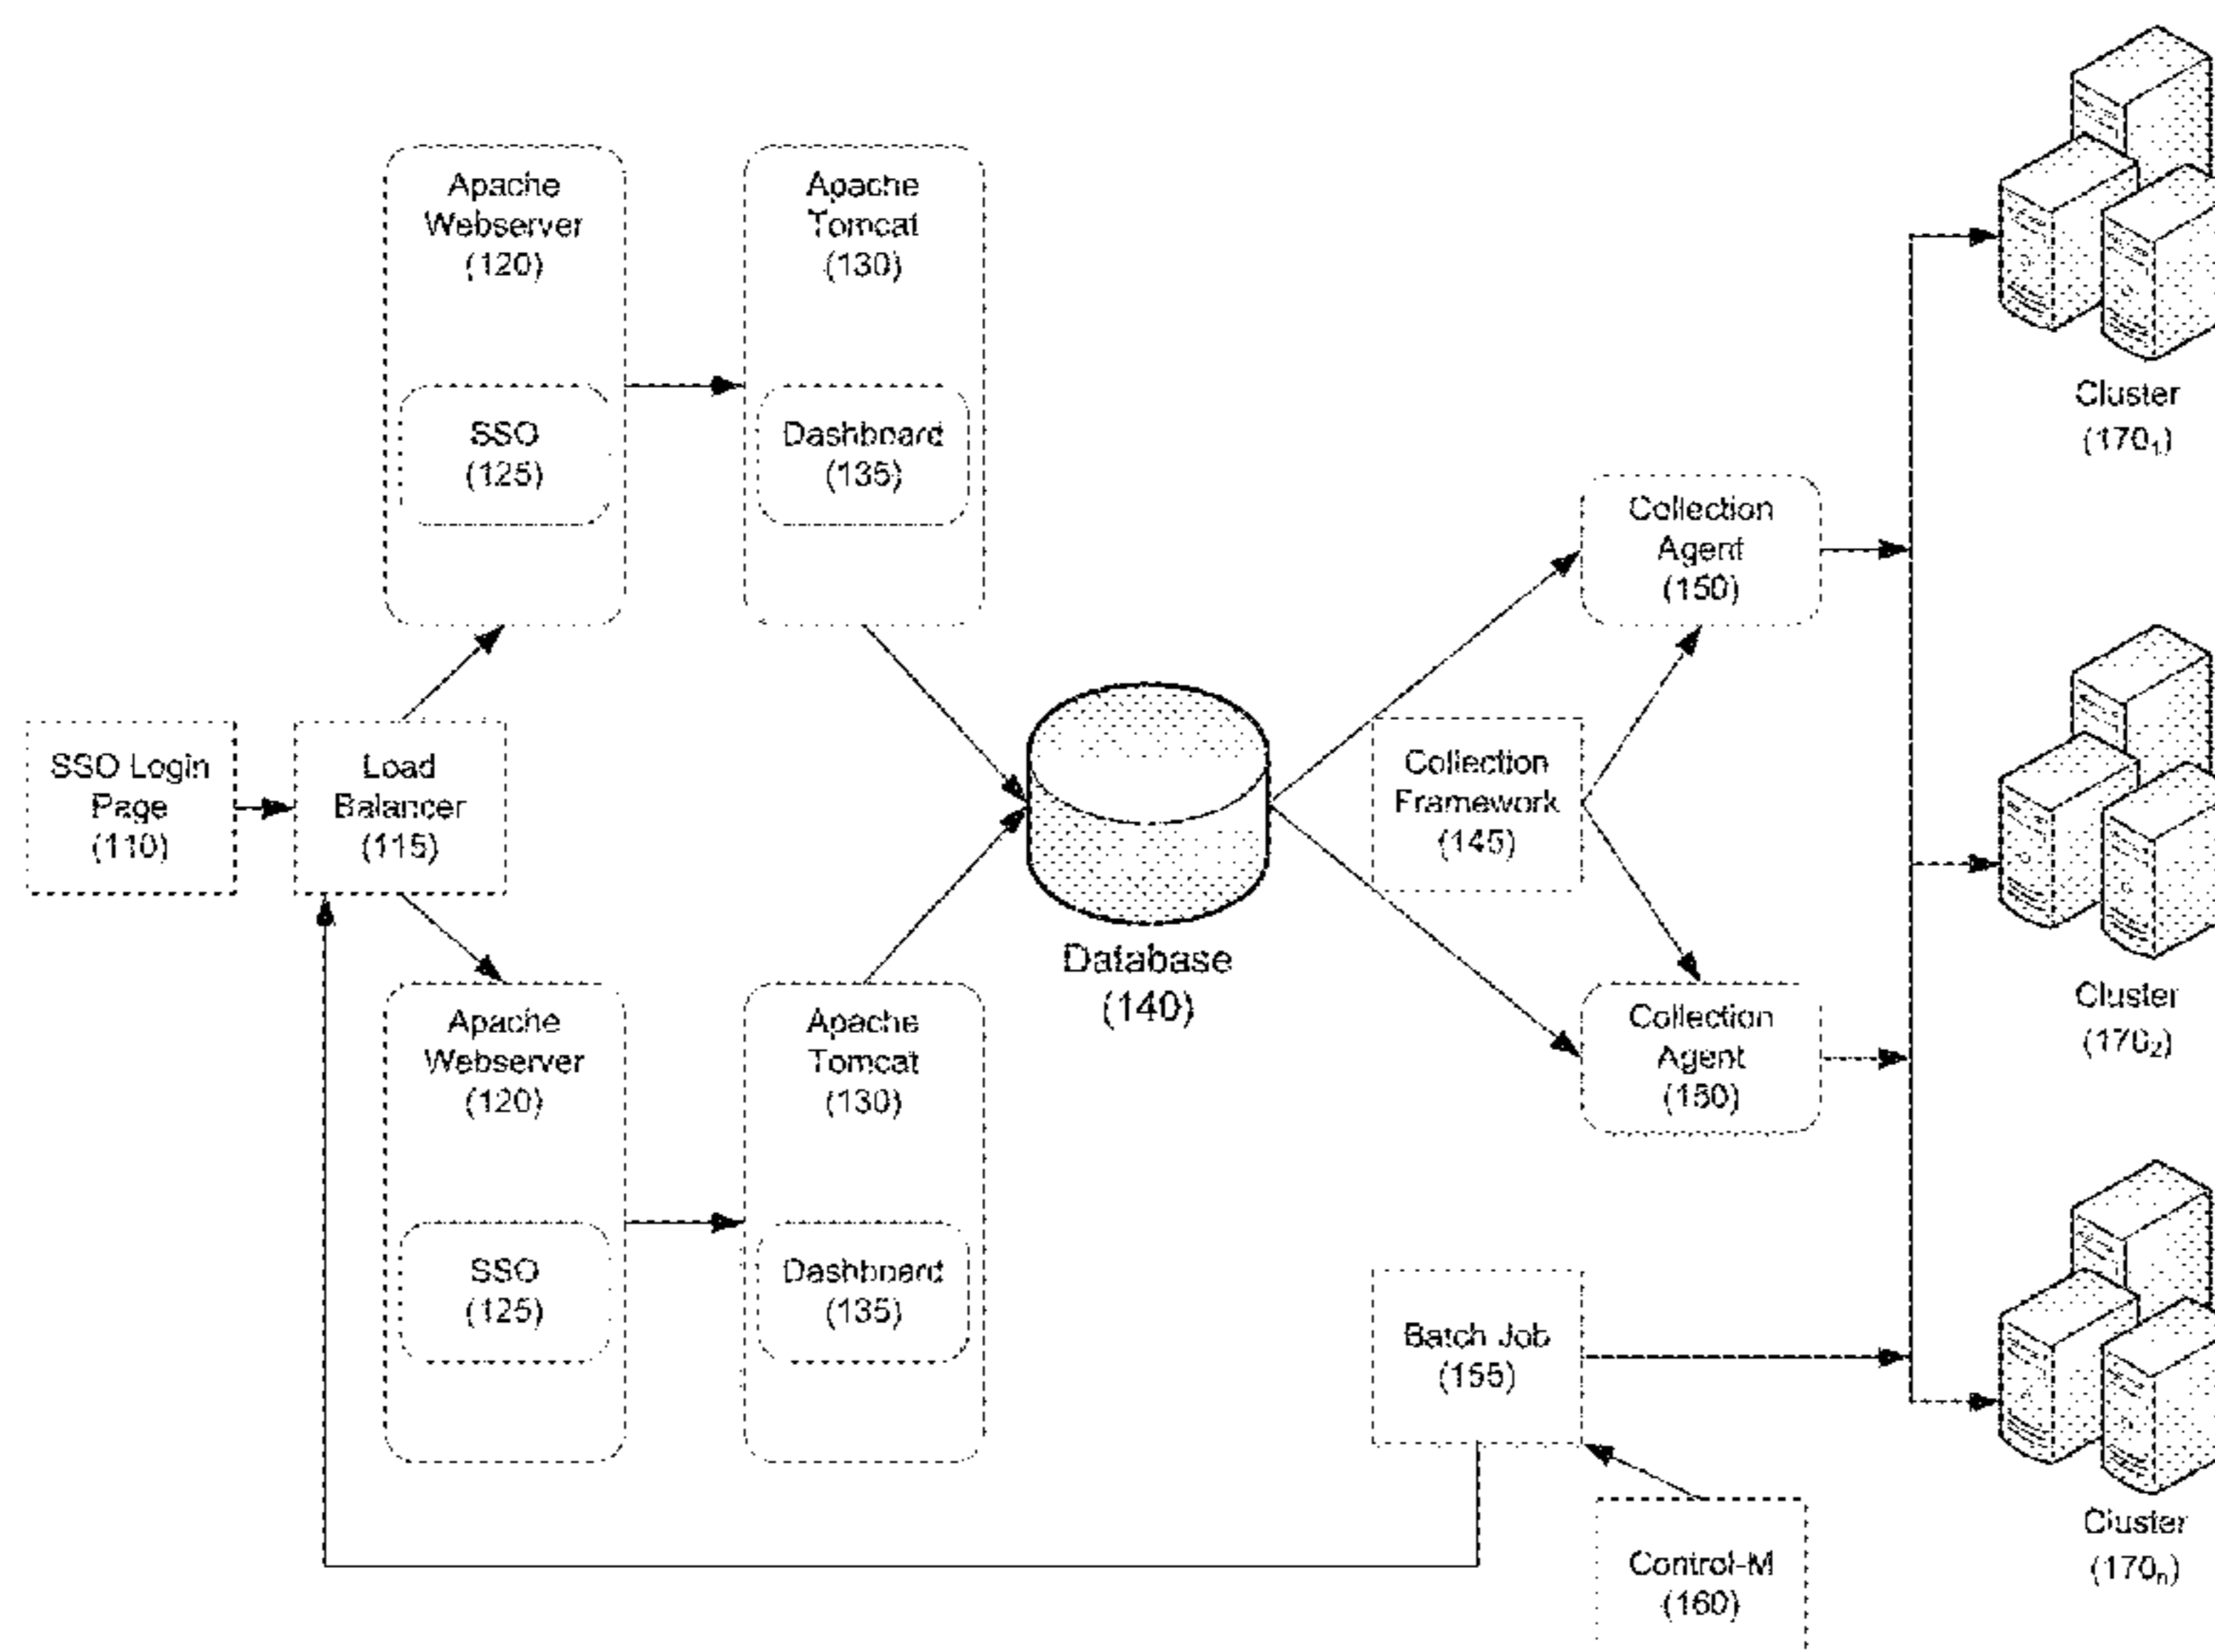 Apache
Webserver
(120)
SSO
(125)
Apache
Tomcat
(130)
Dashboard
(135)
Cluster
(170₁)
Collection
Agent
(150)
SSO Login
Page
(110)
Load
Balancer
(115)
Database
(140)
Collection
Framework
(145)
Cluster
(170₂)
Apache
Webserver
(120)
SSO
(125)
Apache
Tomcat
(130)
Dashboard
(135)
Collection
Agent
(150)
Batch Job
(155)
Control-M
(160)
Cluster
(170ₙ)